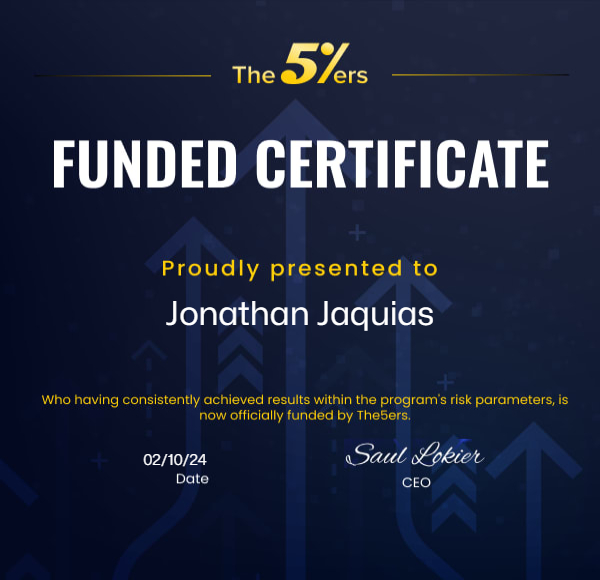 The 5%ers
FUNDED CERTIFICATE
Proudly presented to
Jonathan Jaquias
Who having consistently achieved results within the program's risk parameters, is
now officially funded by The5ers.
02/10/24
Date
Saul Lokier
CEO